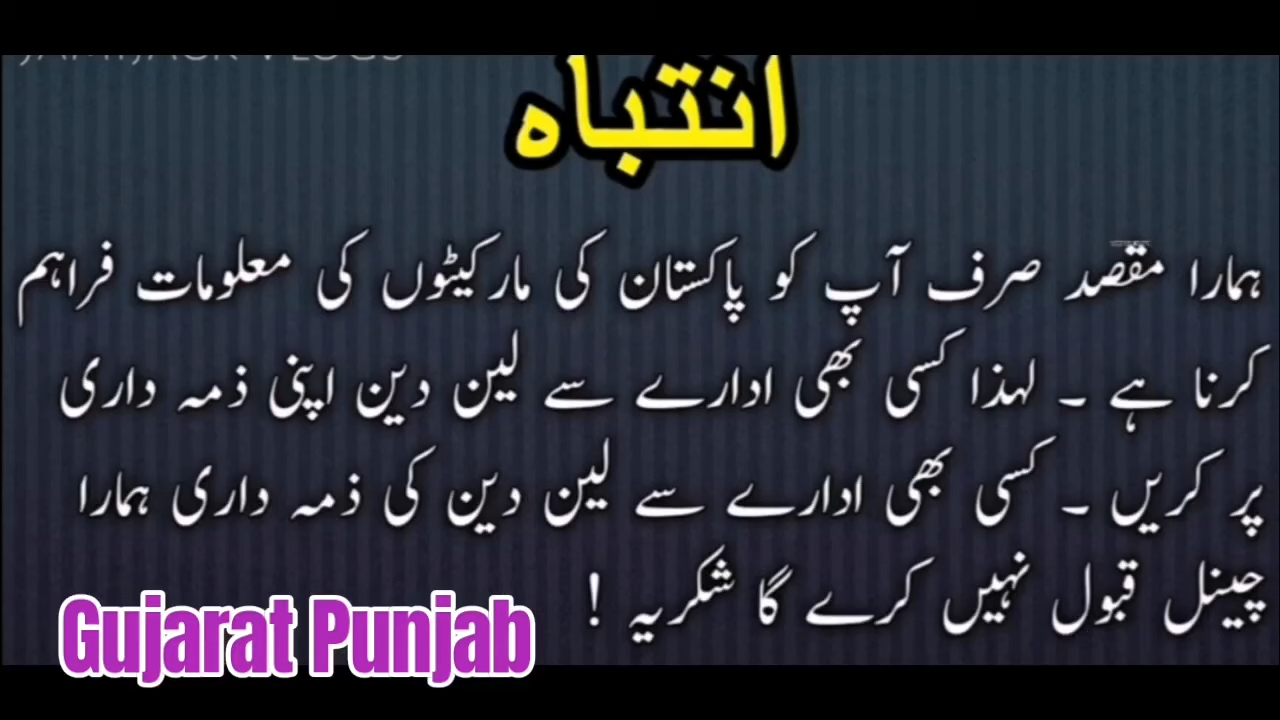 انتباہ
ہمارا مقصد صرف آپ کو پاکستان کی مارکیٹوں کی معلومات فراہم
کرنا ہے ۔ لہذا کسی بھی ادارے سے لین دین اپنی ذمہ داری
پر کریں ۔ کسی بھی ادارے سے لین دین کی ذمہ داری ہمارا
چینل قبول نہیں کرے گا شکریہ !
Gujarat Punjab